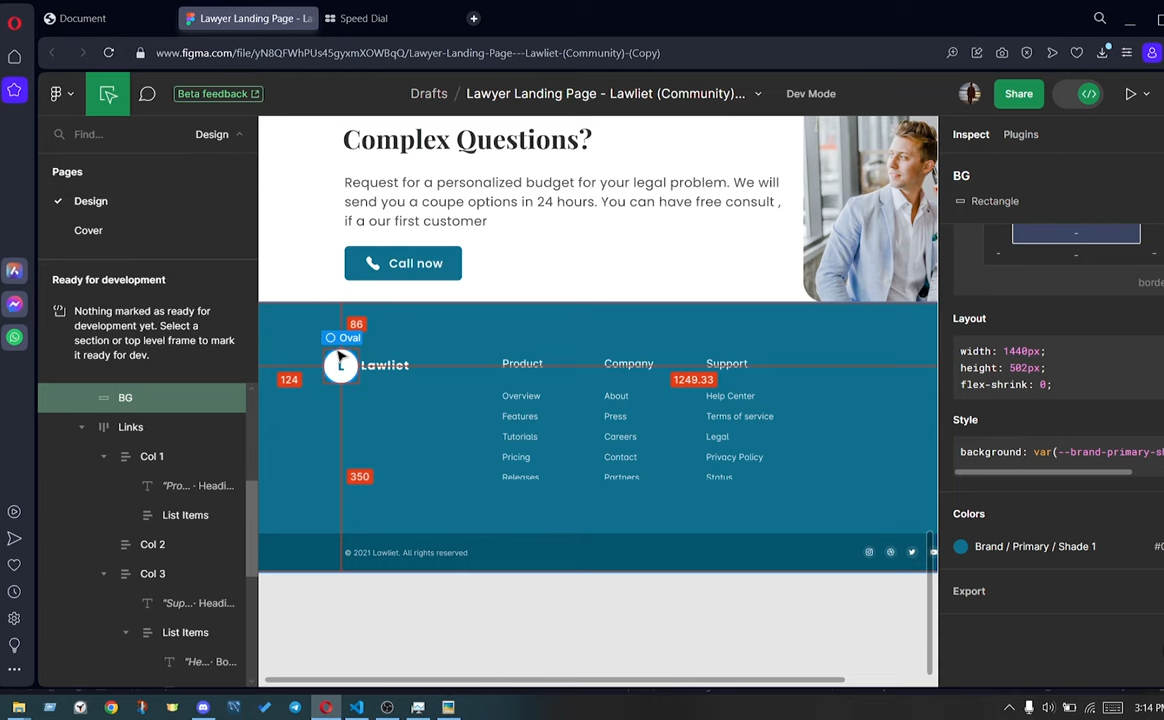 Document
Lawyer Landing Page - La
Speed Dial
www.figma.com/file/yN8QFWhPUs45gyxmXOWBqQ/Lawyer-Landing-Page---Lawliet-(Community)-(Copy)
Beta feedback
Drafts / Lawyer Landing Page - Lawliet (Community)...
Dev Mode
Share
Find...
Design
Pages
Design
Cover
Ready for development
Nothing marked as ready for
development yet. Select a
section or top level frame to mark
it ready for dev.
BG
Links
Col 1
"Pro... · Headi...
List Items
Col 2
Col 3
"Sup... · Headi...
List Items
"He... · Bo...
Complex Questions?
Request for a personalized budget for your legal problem. We will
send you a coupe options in 24 hours. You can have free consult ,
if a our first customer
Call now
86
Oval
L
Lawliet
124
1249.33
350
Product
Overview
Features
Tutorials
Pricing
Releases
Company
About
Press
Careers
Contact
Partners
Support
Help Center
Terms of service
Legal
Privacy Policy
Status
© 2021 Lawliet. All rights reserved
Inspect
Plugins
BG
Rectangle
-
-
-
-
borde
Layout
width: 1440px;
height: 502px;
flex-shrink: 0;
Style
background: var(--brand-primary-sh
Colors
Brand / Primary / Shade 1
#0
Export
3:14 PM